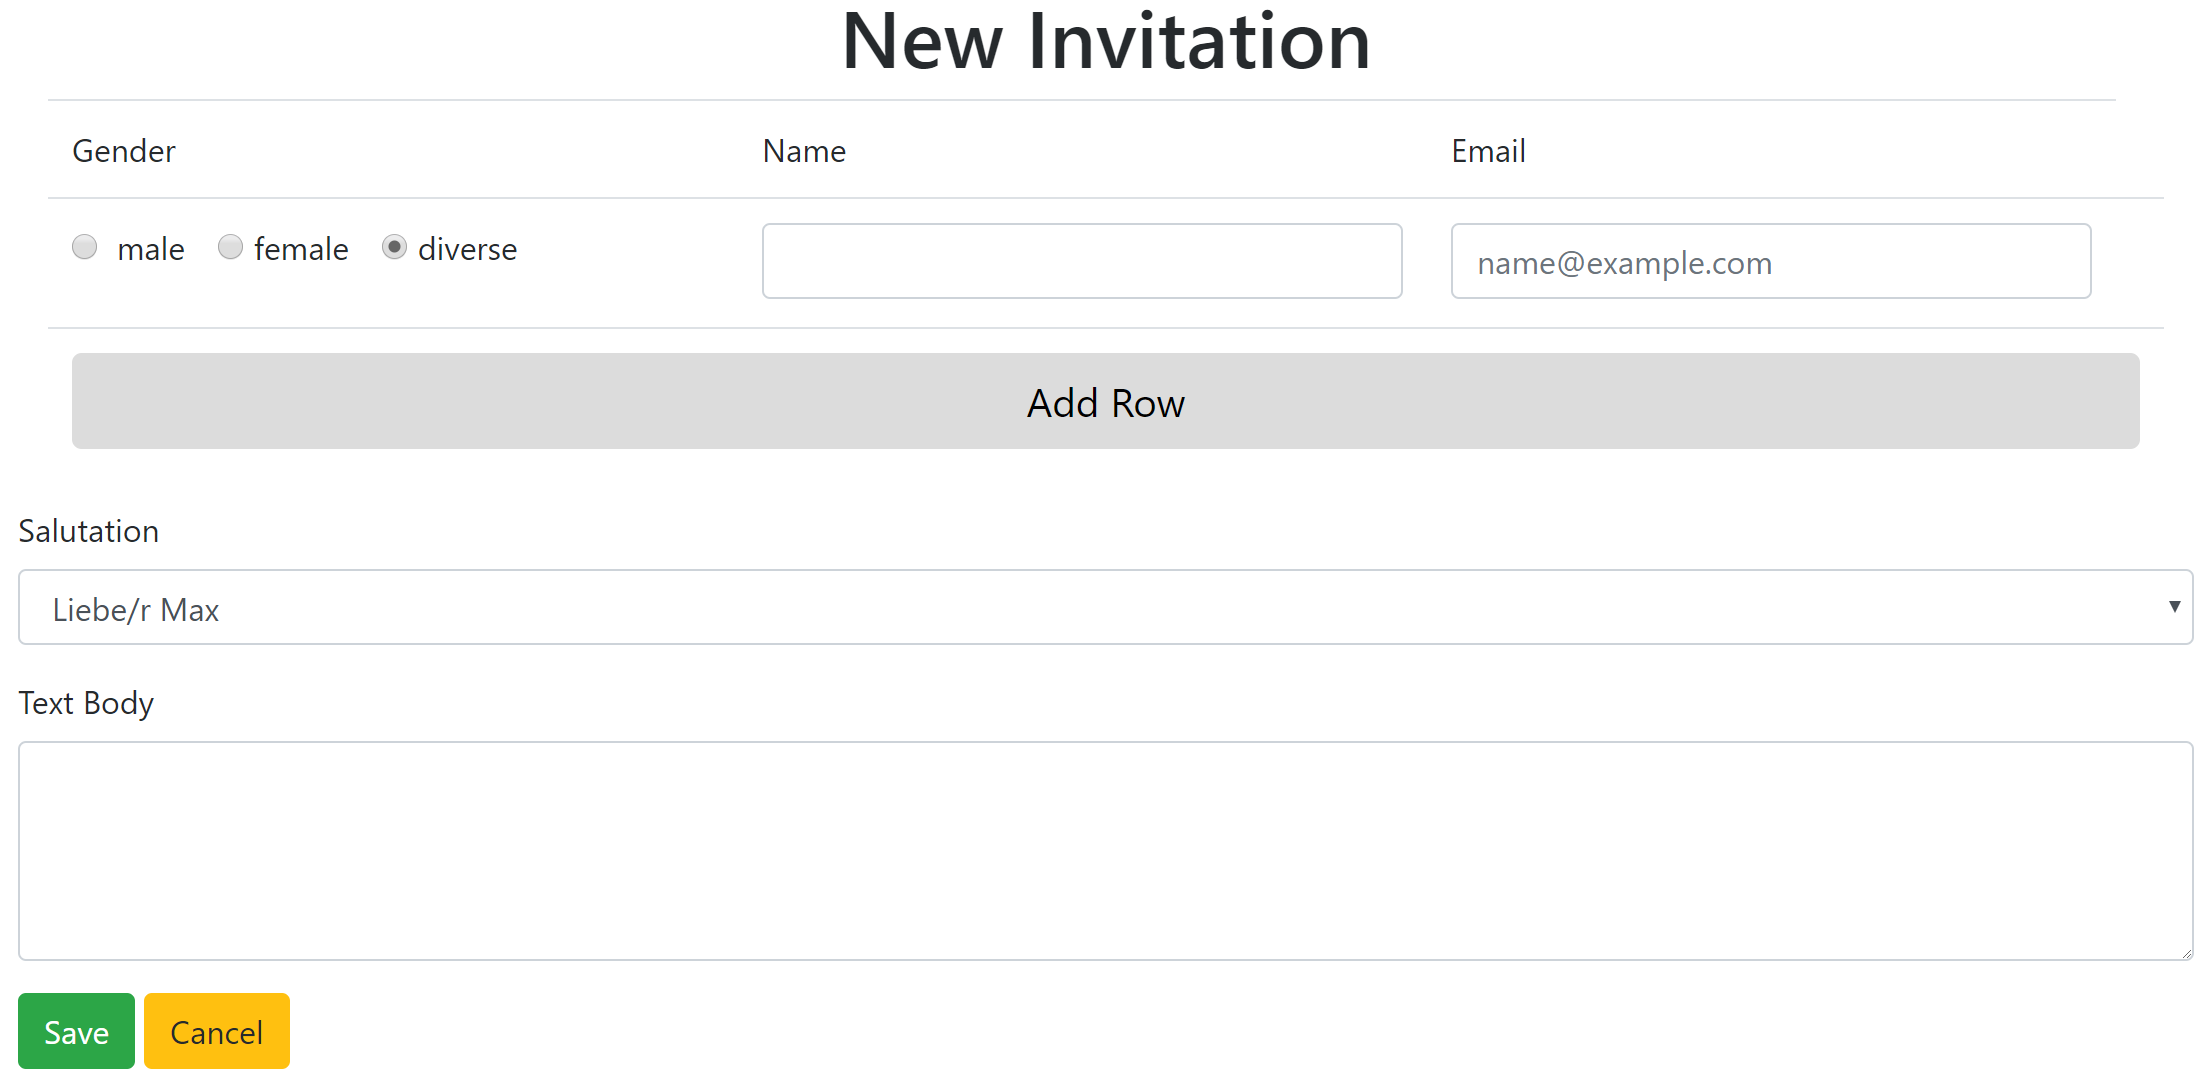 New Invitation
Gender Name Email
male female diverse name@example.com
Add Row
Salutation
Liebe/r Max
Text Body
Save Cancel